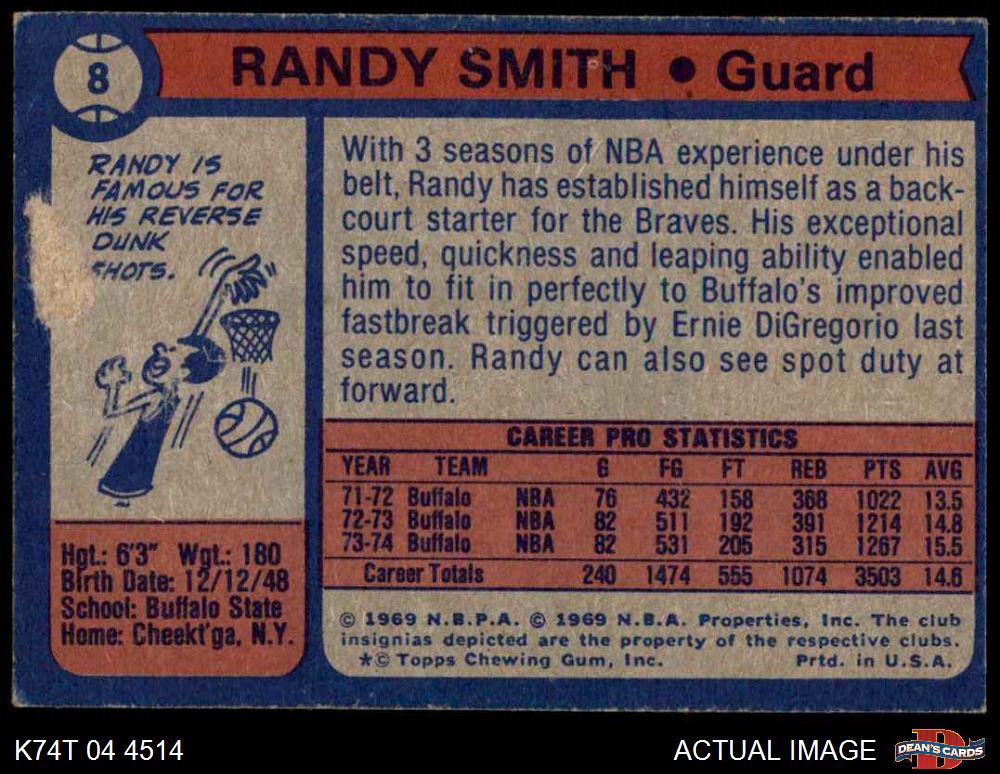 8
RANDY SMITH • Guard
RANDY IS
FAMOUS FOR
HIS REVERSE
DUNK
SHOTS.
With 3 seasons of NBA experience under his
belt, Randy has established himself as a back-
court starter for the Braves. His exceptional
speed, quickness and leaping ability enabled
him to fit in perfectly to Buffalo's improved
fastbreak triggered by Ernie DiGregorio last
season. Randy can also see spot duty at
forward.
CAREER PRO STATISTICS
YEAR TEAM G FG FT REB PTS AVG
71-72 Buffalo NBA 76 432 158 368 1022 13.5
72-73 Buffalo NBA 82 511 192 391 1214 14.8
73-74 Buffalo NBA 82 531 205 315 1267 15.5
Career Totals 240 1474 555 1074 3503 14.6
Hgt.: 6'3" Wgt.: 180
Birth Date: 12/12/48
School: Buffalo State
Home: Cheekt'ga, N.Y.
© 1969 N.B.P.A. © 1969 N.B.A. Properties, Inc. The club
insignias depicted are the property of the respective clubs.
*© Topps Chewing Gum, Inc. Prtd. in U.S.A.
K74T 04 4514
ACTUAL IMAGE
D
DEAN'S CARDS